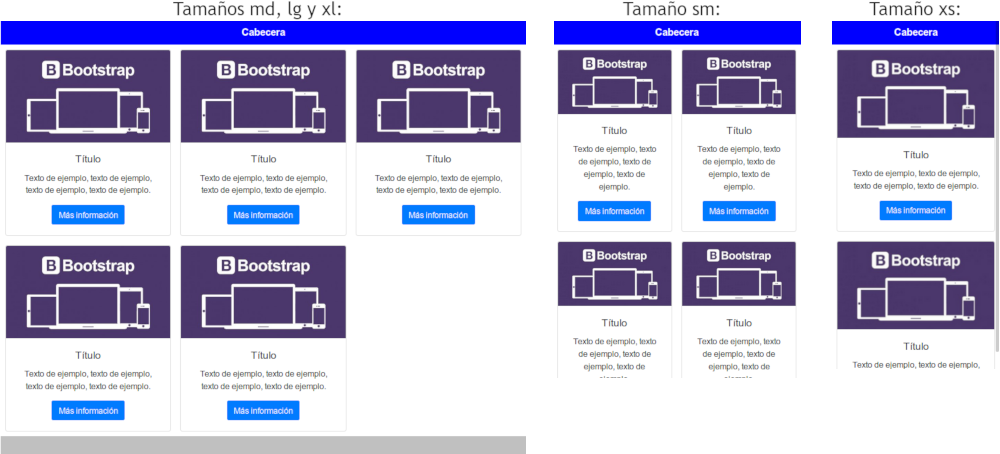 Tamaños md, lg y xl:
Cabecera
B Bootstrap
B Bootstrap
B Bootstrap
Título
Título
Título
Texto de ejemplo, texto de ejemplo,
texto de ejemplo, texto de ejemplo.
Texto de ejemplo, texto de ejemplo,
texto de ejemplo, texto de ejemplo.
Texto de ejemplo, texto de ejemplo,
texto de ejemplo, texto de ejemplo.
Más información
Más información
Más información
B Bootstrap
B Bootstrap
Título
Título
Texto de ejemplo, texto de ejemplo,
texto de ejemplo, texto de ejemplo.
Texto de ejemplo, texto de ejemplo,
texto de ejemplo, texto de ejemplo.
Más información
Más información
Tamaño sm:
Cabecera
B Bootstrap
B Bootstrap
Título
Título
Texto de ejemplo, texto
de ejemplo, texto de
ejemplo, texto de
ejemplo.
Texto de ejemplo, texto
de ejemplo, texto de
ejemplo, texto de
ejemplo.
Más información
Más información
B Bootstrap
B Bootstrap
Título
Título
Texto de ejemplo, texto
de ejemplo, texto de
ejemplo, texto de
Texto de ejemplo, texto
de ejemplo, texto de
ejemplo, texto de
Tamaño xs:
Cabecera
B Bootstrap
Título
Texto de ejemplo, texto de ejemplo,
texto de ejemplo, texto de ejemplo.
Más información
B Bootstrap
Título
Texto de ejemplo, texto de ejemplo,